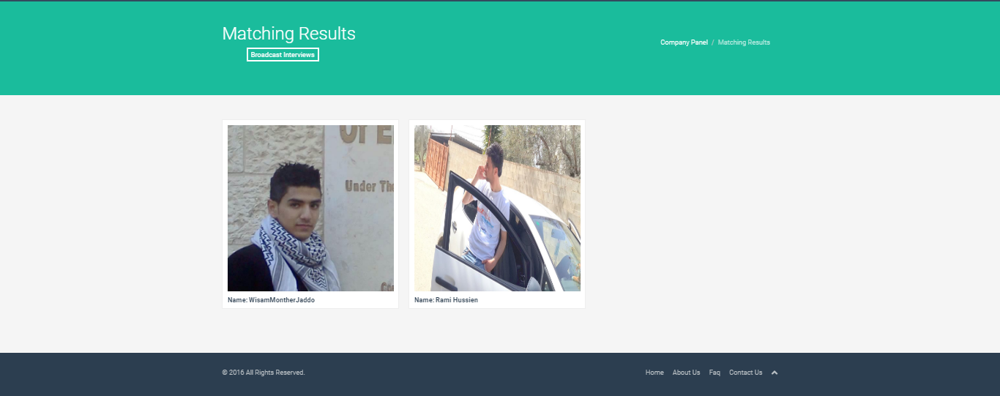 Matching Results
Broadcast Interviews
Company Panel / Matching Results
Under The
Name: WisamMontherJaddo
Name: Rami Hussien
© 2016 All Rights Reserved.
Home About Us Faq Contact Us